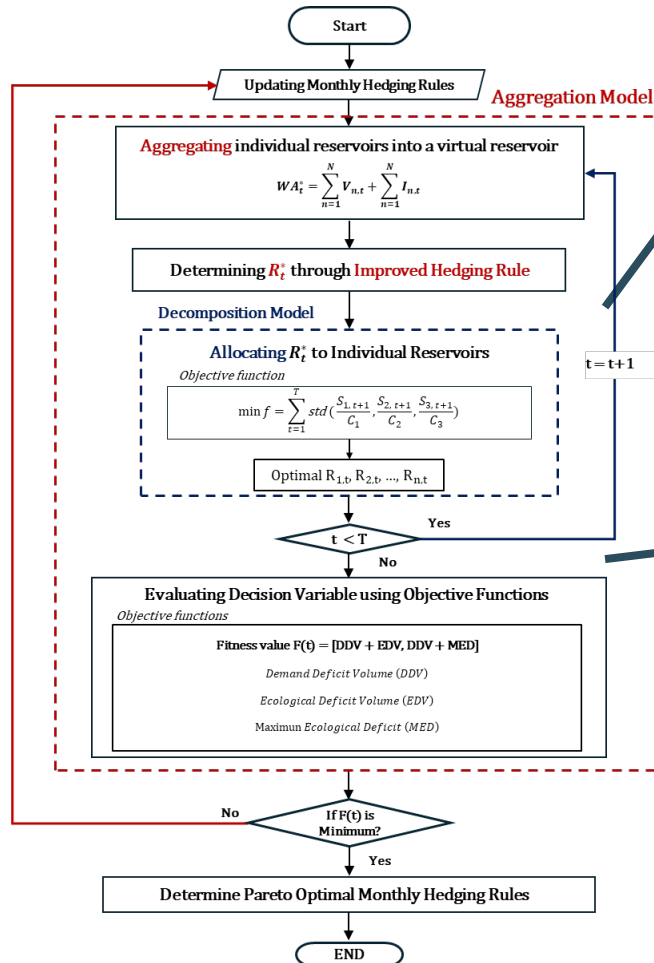 Start
Updating Monthly Hedging Rules
Aggregation Model
Aggregating individual reservoirs into a virtual reservoir
WA*_t = ∑_{n=1}^{N} V_{n,t} + ∑_{n=1}^{N} I_{n,t}
Determining R*_t through Improved Hedging Rule
Decomposition Model
Allocating R*_t to Individual Reservoirs
Objective function
min f = ∑_{t=1}^{T} std (S_{1,t+1}/C_1, S_{2,t+1}/C_2, S_{3,t+1}/C_3)
t = t+1
Optimal R_{1,t}, R_{2,t}, ..., R_{n,t}
Yes
t < T
No
Evaluating Decision Variable using Objective Functions
Objective functions
Fitness value F(t) = [DDV + EDV, DDV + MED]
Demand Deficit Volume (DDV)
Ecological Deficit Volume (EDV)
Maximun Ecological Deficit (MED)
No
If F(t) is
Minimum?
Yes
Determine Pareto Optimal Monthly Hedging Rules
END